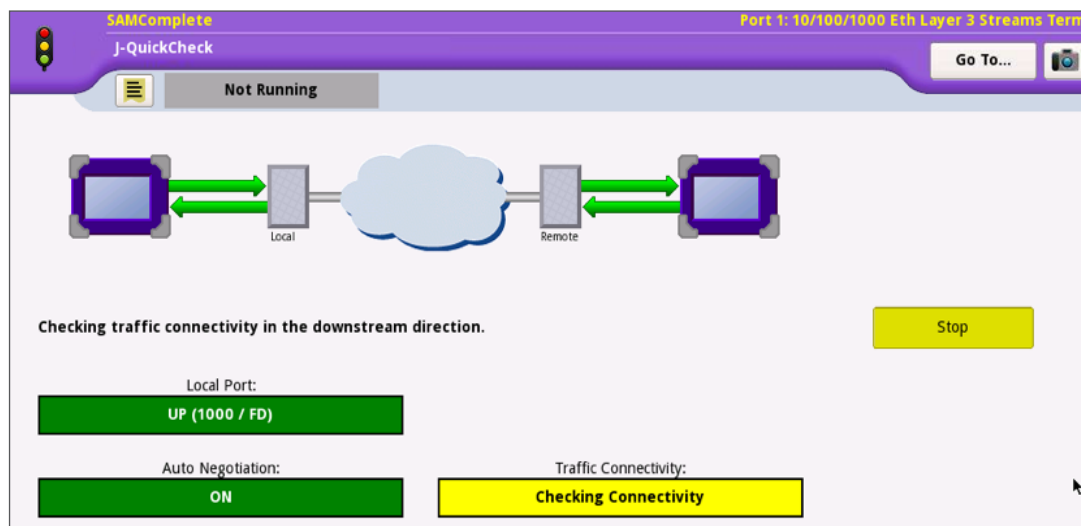 SAMComplete
Port 1: 10/100/1000 Eth Layer 3 Streams Term
J-QuickCheck
Go To...
Not Running
Local
Remote
Checking traffic connectivity in the downstream direction.
Stop
Local Port:
UP (1000 / FD)
Auto Negotiation:
Traffic Connectivity:
ON
Checking Connectivity